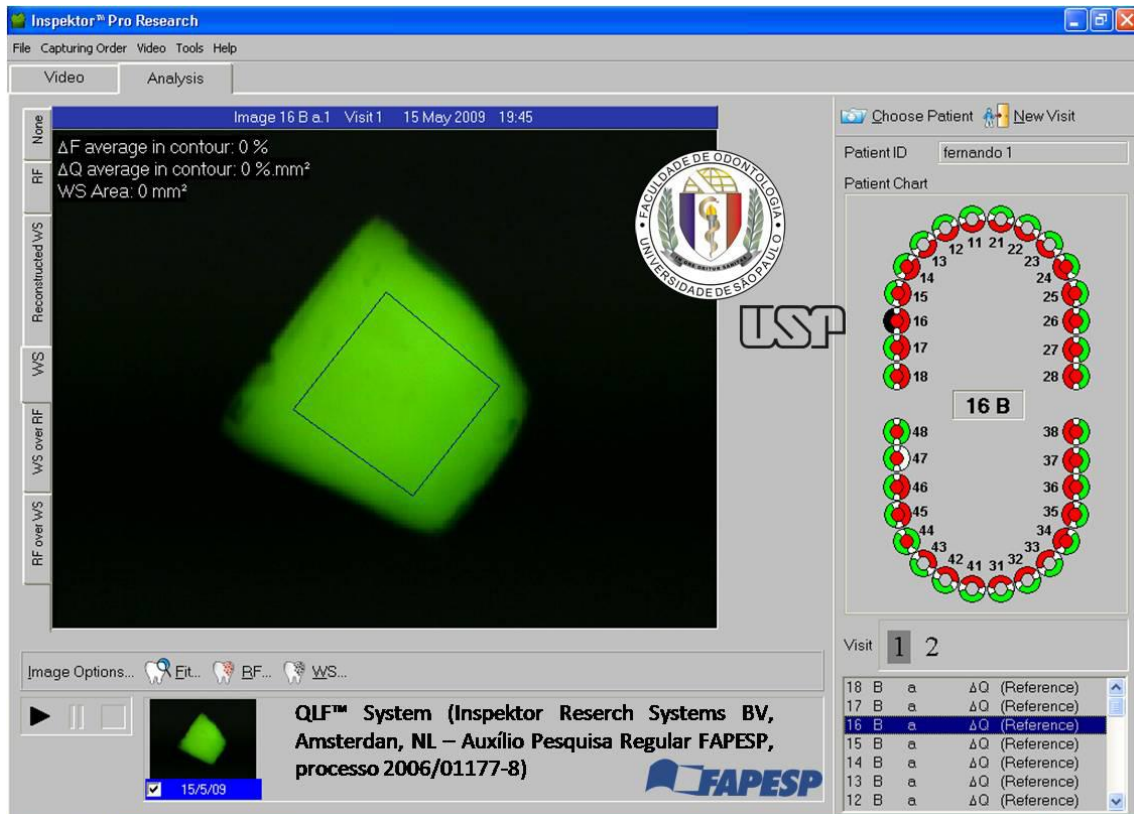 Inspektor™ Pro Research
File Capturing Order Video Tools Help
Video Analysis
None
RF
Reconstructed WS
WS
WS over RF
RF over WS
Image 16 B a.1 Visit 1 15 May 2009 19:45
ΔF average in contour: 0 %
ΔQ average in contour: 0 %.mm²
WS Area: 0 mm²
FACULDADE DE ODONTOLOGIA
UNIVERSIDADE DE SÃO PAULO
USP
Choose Patient New Visit
Patient ID fernando 1
Patient Chart
11 21
12 22
13 23
14 24
15 25
16 26
17 27
18 28
16 B
48 38
47 37
46 36
45 35
44 34
43 33
42 41 31 32
Visit 1 2
18 B a ΔQ (Reference)
17 B a ΔQ (Reference)
16 B a ΔQ (Reference)
15 B a ΔQ (Reference)
14 B a ΔQ (Reference)
13 B a ΔQ (Reference)
12 B a ΔQ (Reference)
Image Options... Fit... RF... WS...
15/5/09
QLF™ System (Inspektor Reserch Systems BV,
Amsterdan, NL – Auxílio Pesquisa Regular FAPESP,
processo 2006/01177-8)
FAPESP